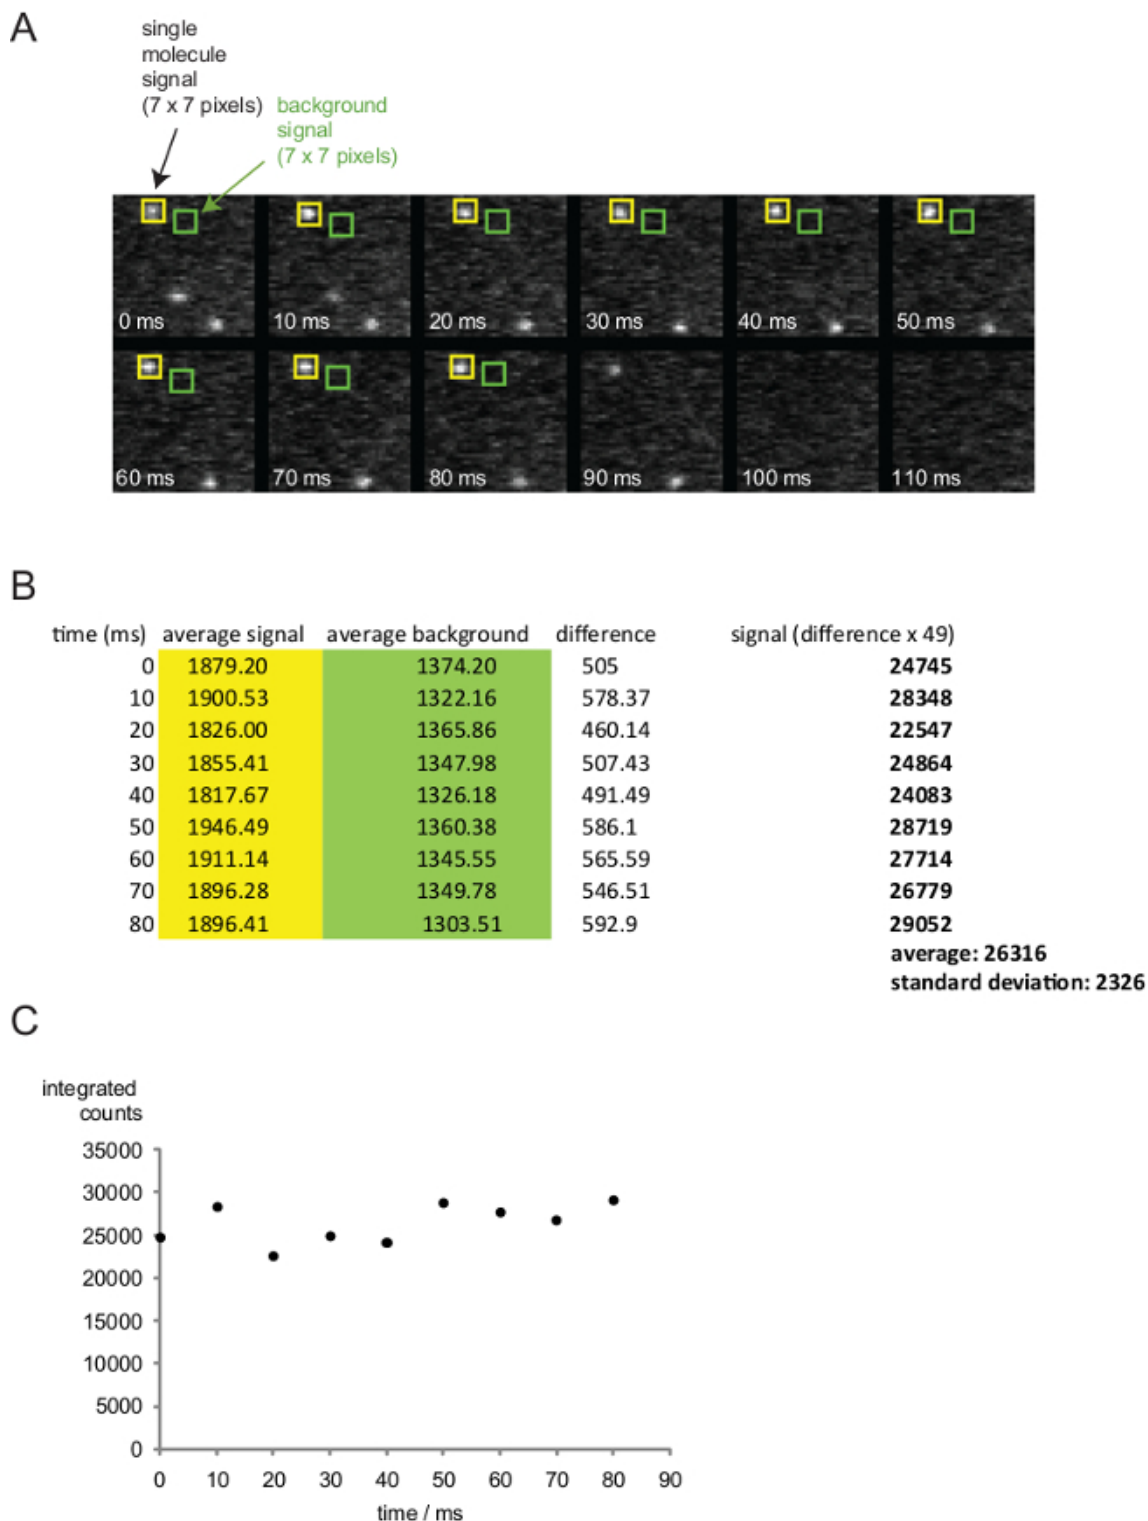 A
single
molecule
signal
(7 x 7 pixels)
background
signal
(7 x 7 pixels)
0 ms
10 ms
20 ms
30 ms
40 ms
50 ms
60 ms
70 ms
80 ms
90 ms
100 ms
110 ms
B
time (ms) average signal average background difference signal (difference x 49)
0 1879.20 1374.20 505 24745
10 1900.53 1322.16 578.37 28348
20 1826.00 1365.86 460.14 22547
30 1855.41 1347.98 507.43 24864
40 1817.67 1326.18 491.49 24083
50 1946.49 1360.38 586.1 28719
60 1911.14 1345.55 565.59 27714
70 1896.28 1349.78 546.51 26779
80 1896.41 1303.51 592.9 29052
average: 26316
standard deviation: 2326
C
integrated
counts
35000
30000
25000
20000
15000
10000
5000
0
0 10 20 30 40 50 60 70 80 90
time / ms